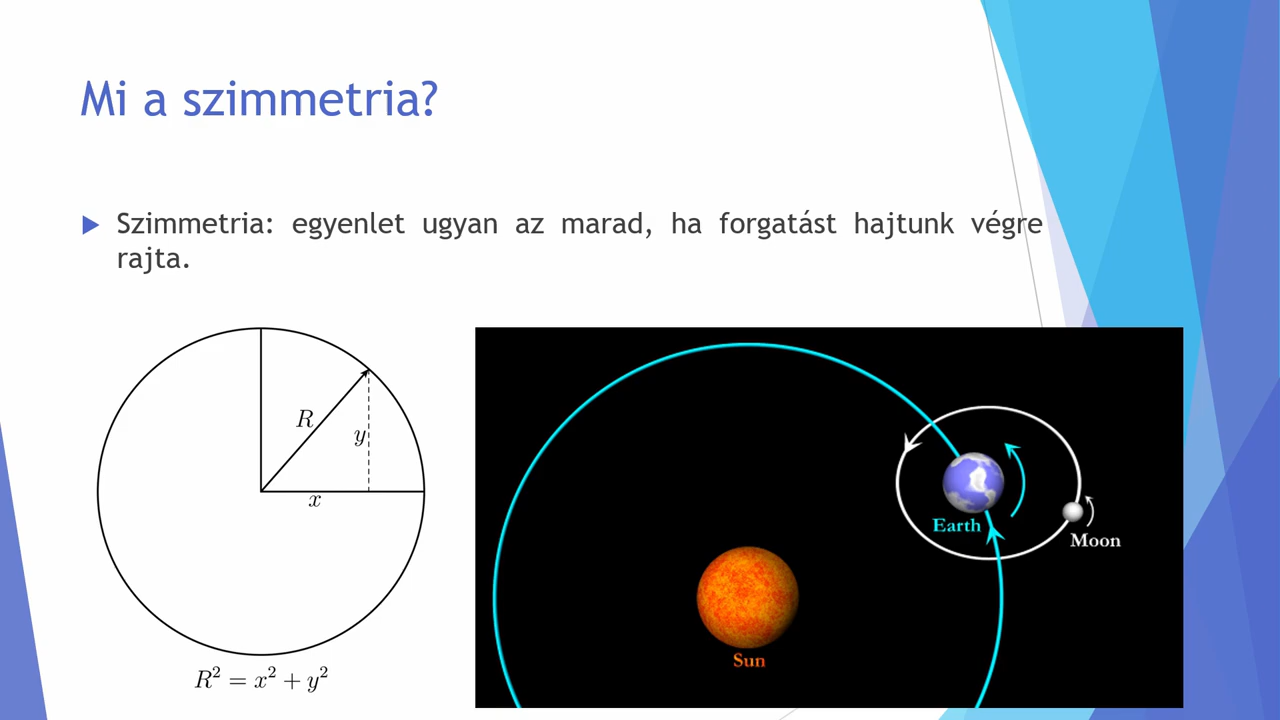 Mi a szimmetria?
Szimmetria: egyenlet ugyan az marad, ha forgatást hajtunk végre
rajta.
R
y
x
R² = x² + y²
Earth
Moon
Sun